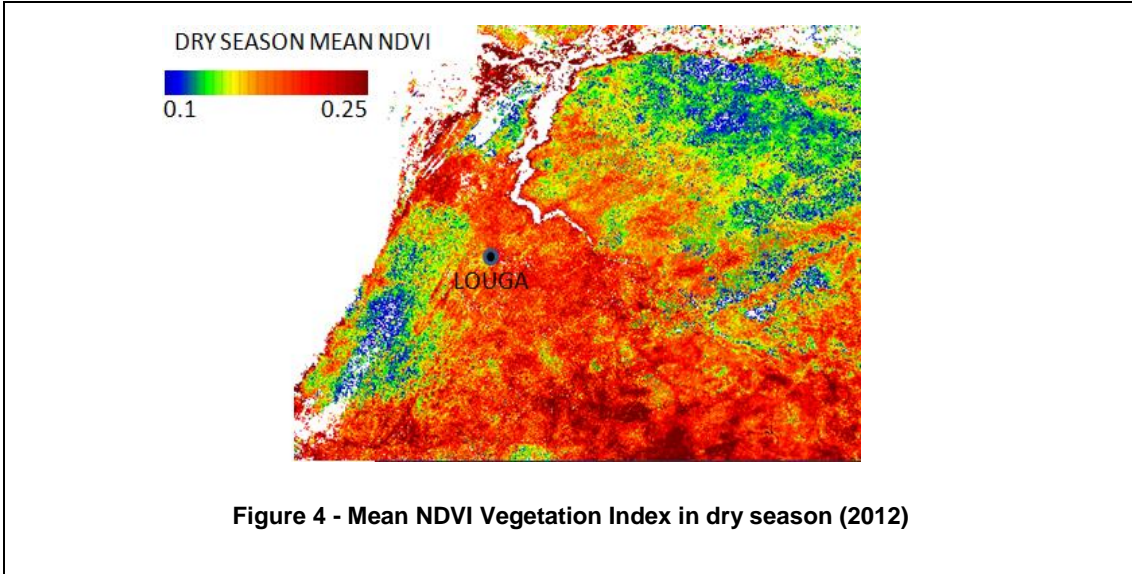 DRY SEASON MEAN NDVI
0.1 0.25
LOUGA
Figure 4 - Mean NDVI Vegetation Index in dry season (2012)